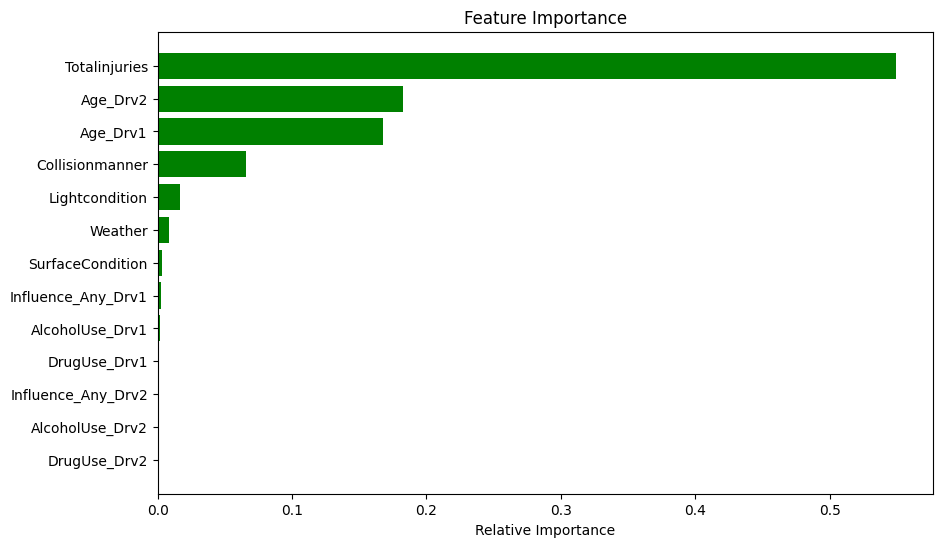 Feature Importance
Totalinjuries
Age_Drv2
Age_Drv1
Collisionmanner
Lightcondition
Weather
SurfaceCondition
Influence_Any_Drv1
AlcoholUse_Drv1
DrugUse_Drv1
Influence_Any_Drv2
AlcoholUse_Drv2
DrugUse_Drv2
0.0 0.1 0.2 0.3 0.4 0.5
Relative Importance